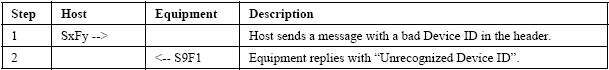 Step Host Equipment Description
1 SxFy --> Host sends a message with a bad Device ID in the header.
2 <-- S9F1 Equipment replies with “Unrecognized Device ID”.